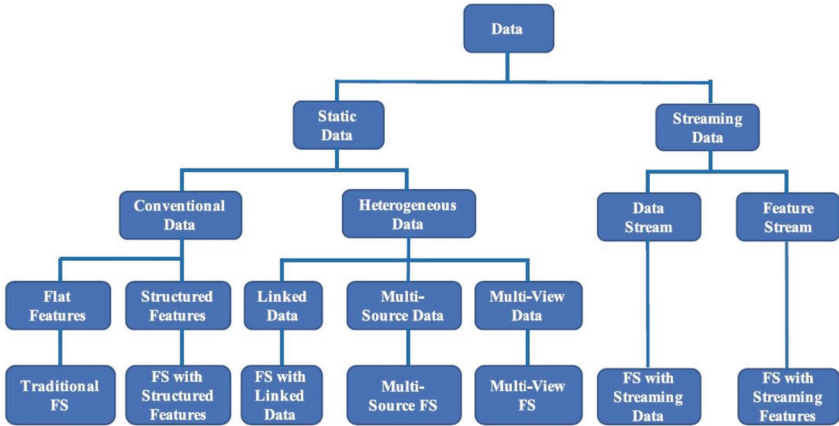 Data
Static
Data
Streaming
Data
Conventional
Data
Heterogeneous
Data
Data
Stream
Feature
Stream
Flat
Features
Structured
Features
Linked
Data
Multi-
Source Data
Multi-View
Data
Traditional
FS
FS with
Structured
Features
FS with
Linked
Data
Multi-
Source FS
Multi-View
FS
FS with
Streaming
Data
FS with
Streaming
Features